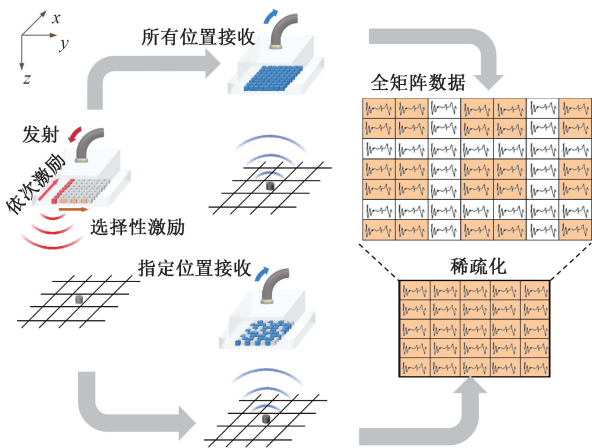 x
y
z
所有位置接收
全矩阵数据
发射
依次激励
选择性激励
指定位置接收
稀疏化